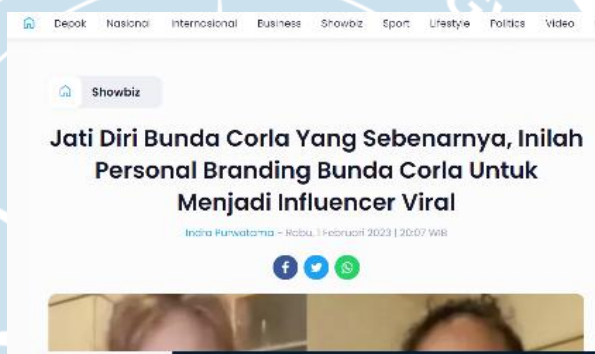 Depok Nasional Internasional Business Showbiz Sport Lifestyle Politics Video
Showbiz
Jati Diri Bunda Corla Yang Sebenarnya, Inilah
Personal Branding Bunda Corla Untuk
Menjadi Influencer Viral
Indra Purwatama - Rabu, 1 Februari 2023 | 20:07 WIB